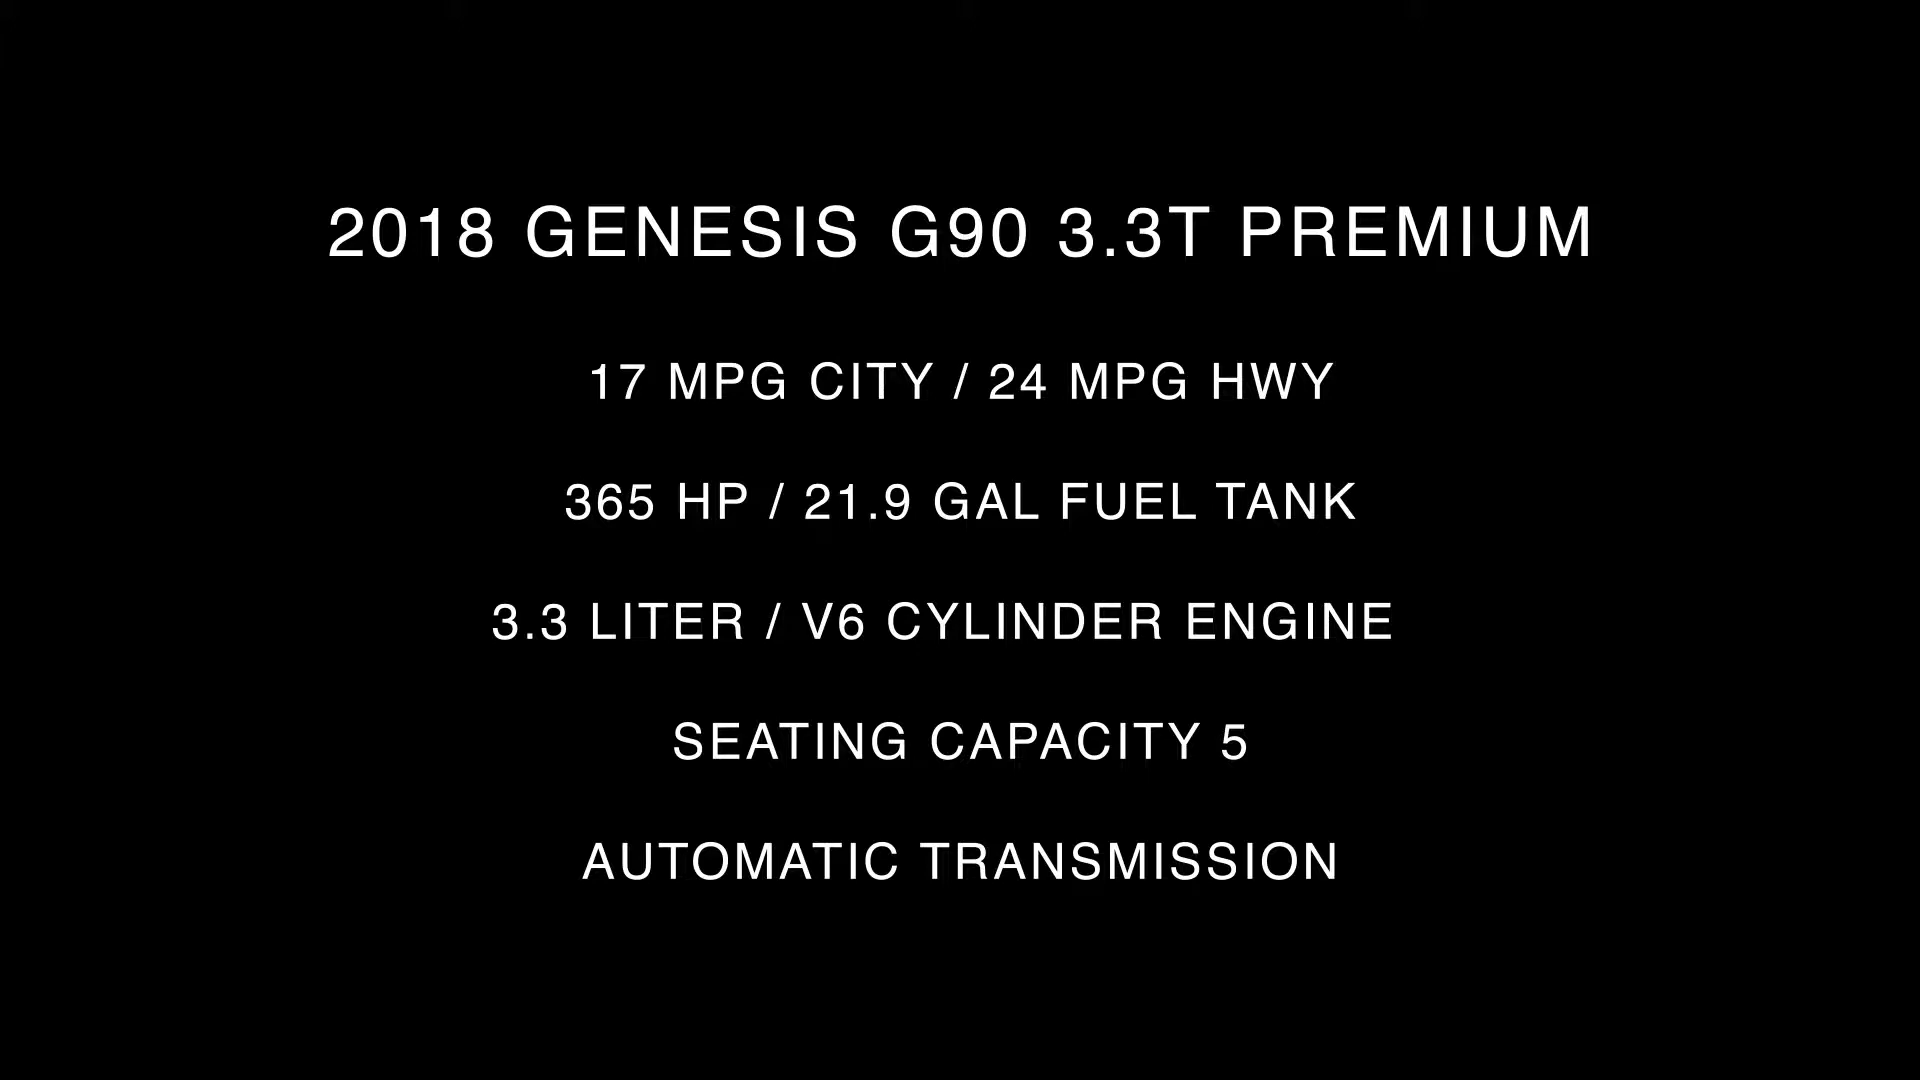 2018 GENESIS G90 3.3T PREMIUM
17 MPG CITY / 24 MPG HWY
365 HP / 21.9 GAL FUEL TANK
3.3 LITER / V6 CYLINDER ENGINE
SEATING CAPACITY 5
AUTOMATIC TRANSMISSION